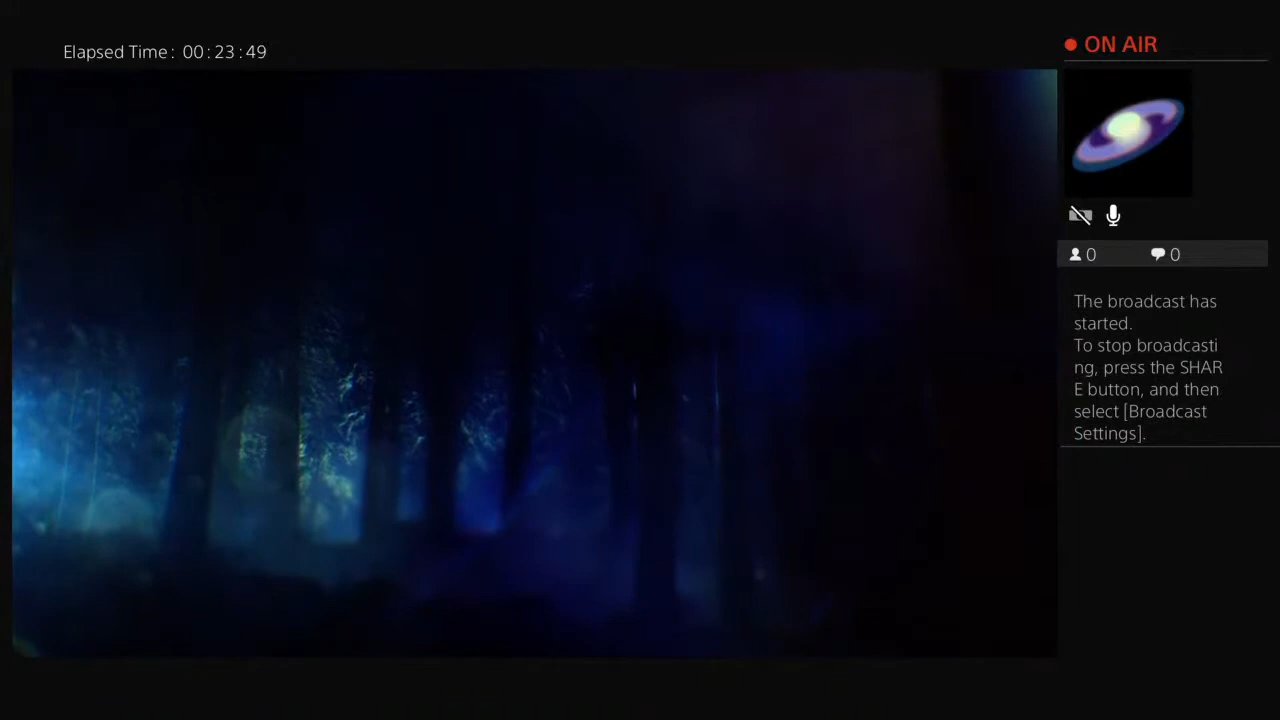 Elapsed Time: 00:23:49
ON AIR
0 0
The broadcast has
started.
To stop broadcasti
ng, press the SHAR
E button, and then
select [Broadcast
Settings].